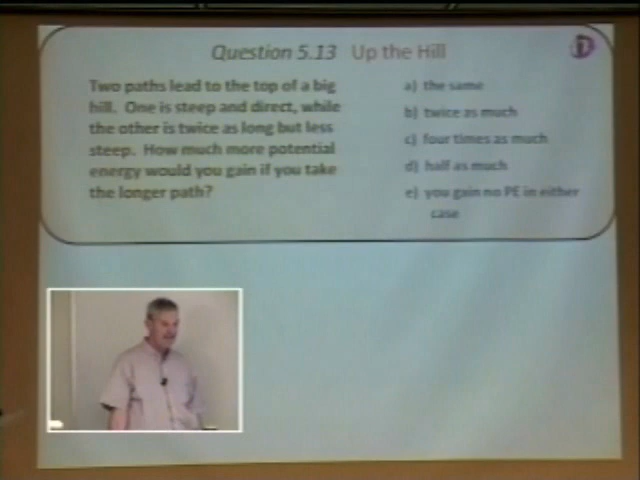 Question 5.13 Up the Hill
Two paths lead to the top of a big
hill. One is steep and direct, while
the other is twice as long but less
steep. How much more potential
energy would you gain if you take
the longer path?
a) the same
b) twice as much
c) four times as much
d) half as much
e) you gain no PE in either
case